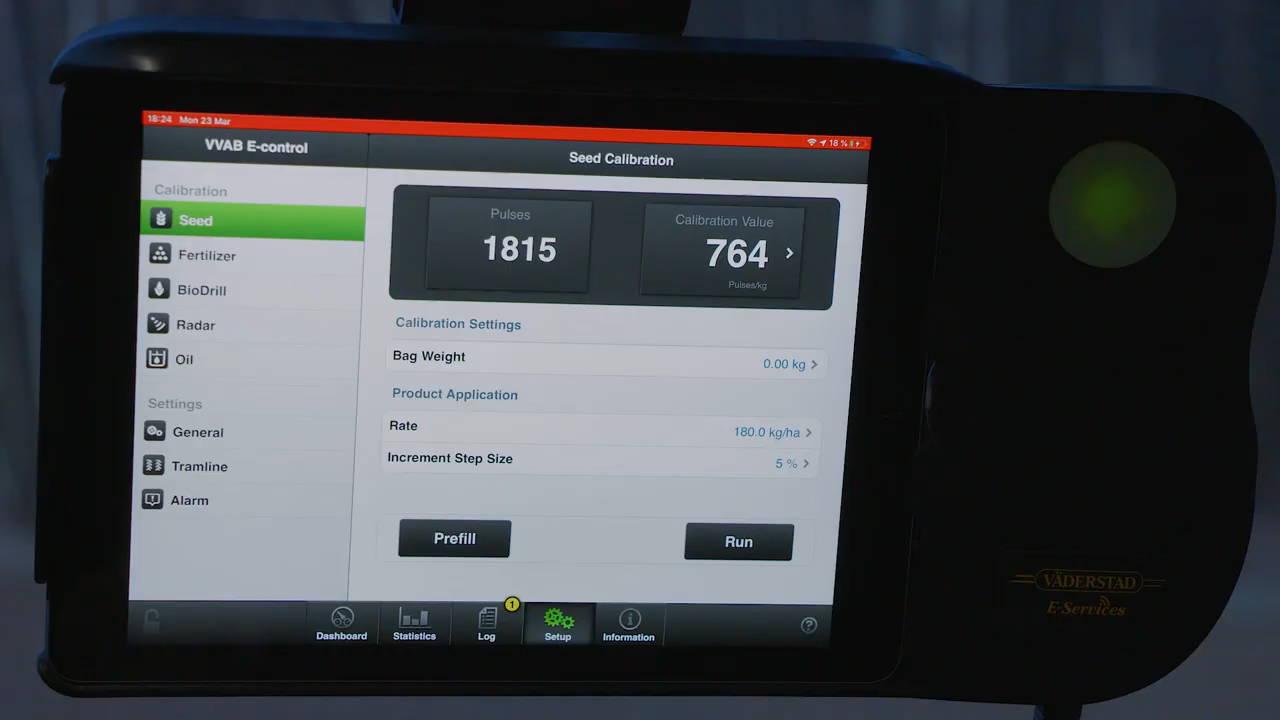 18:24 Mon 23 Mar
18 %
VVAB E-control
Seed Calibration
Calibration
Seed
Fertilizer
BioDrill
Radar
Oil
Settings
General
Tramline
Alarm
Pulses
1815
Calibration Value
764
Pulses/kg
Calibration Settings
Bag Weight
0.00 kg
Product Application
Rate
180.0 kg/ha
Increment Step Size
5 %
Prefill
Run
Dashboard
Statistics
Log
1
Setup
Information
?
VÄDERSTAD
E-Services